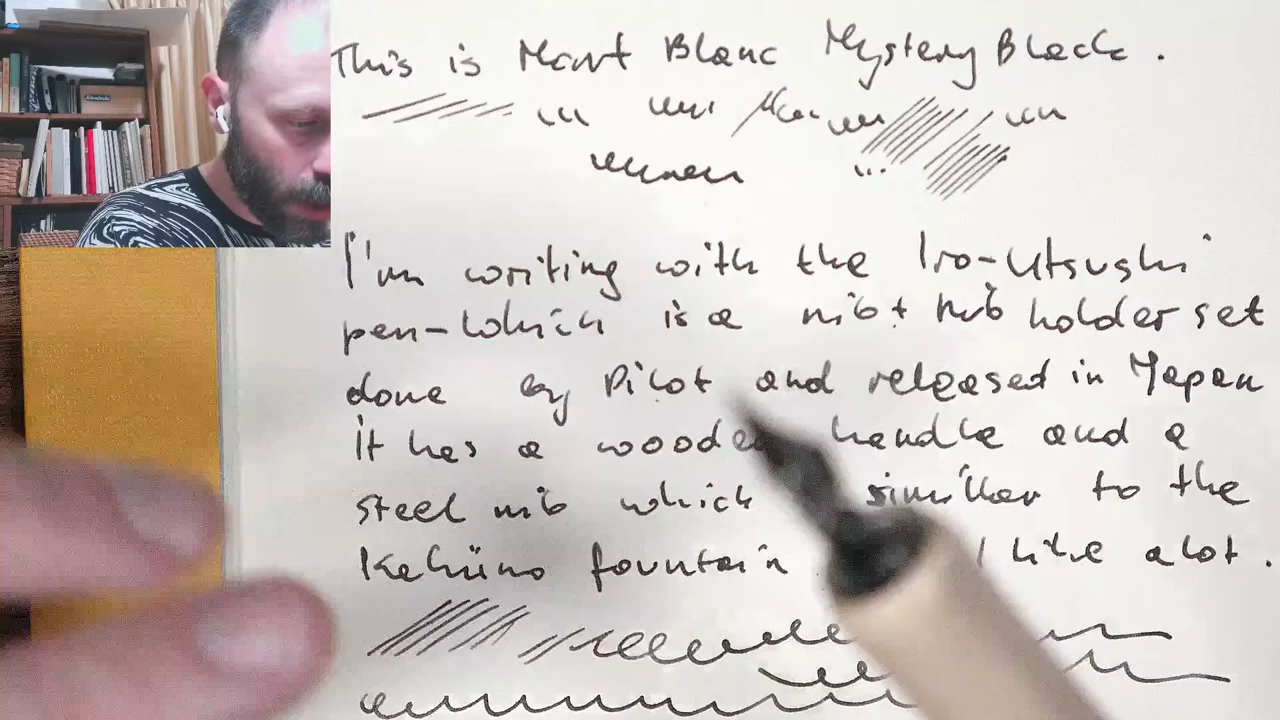 This is Mont Blanc Mystery Black.
I'm writing with the Iro-Utsushi
pen-which is a nib + nib holder set
done by Pilot and released in Japan
It has a wooden handle and a
steel nib which similar to the
Kakuno fountain I like alot.